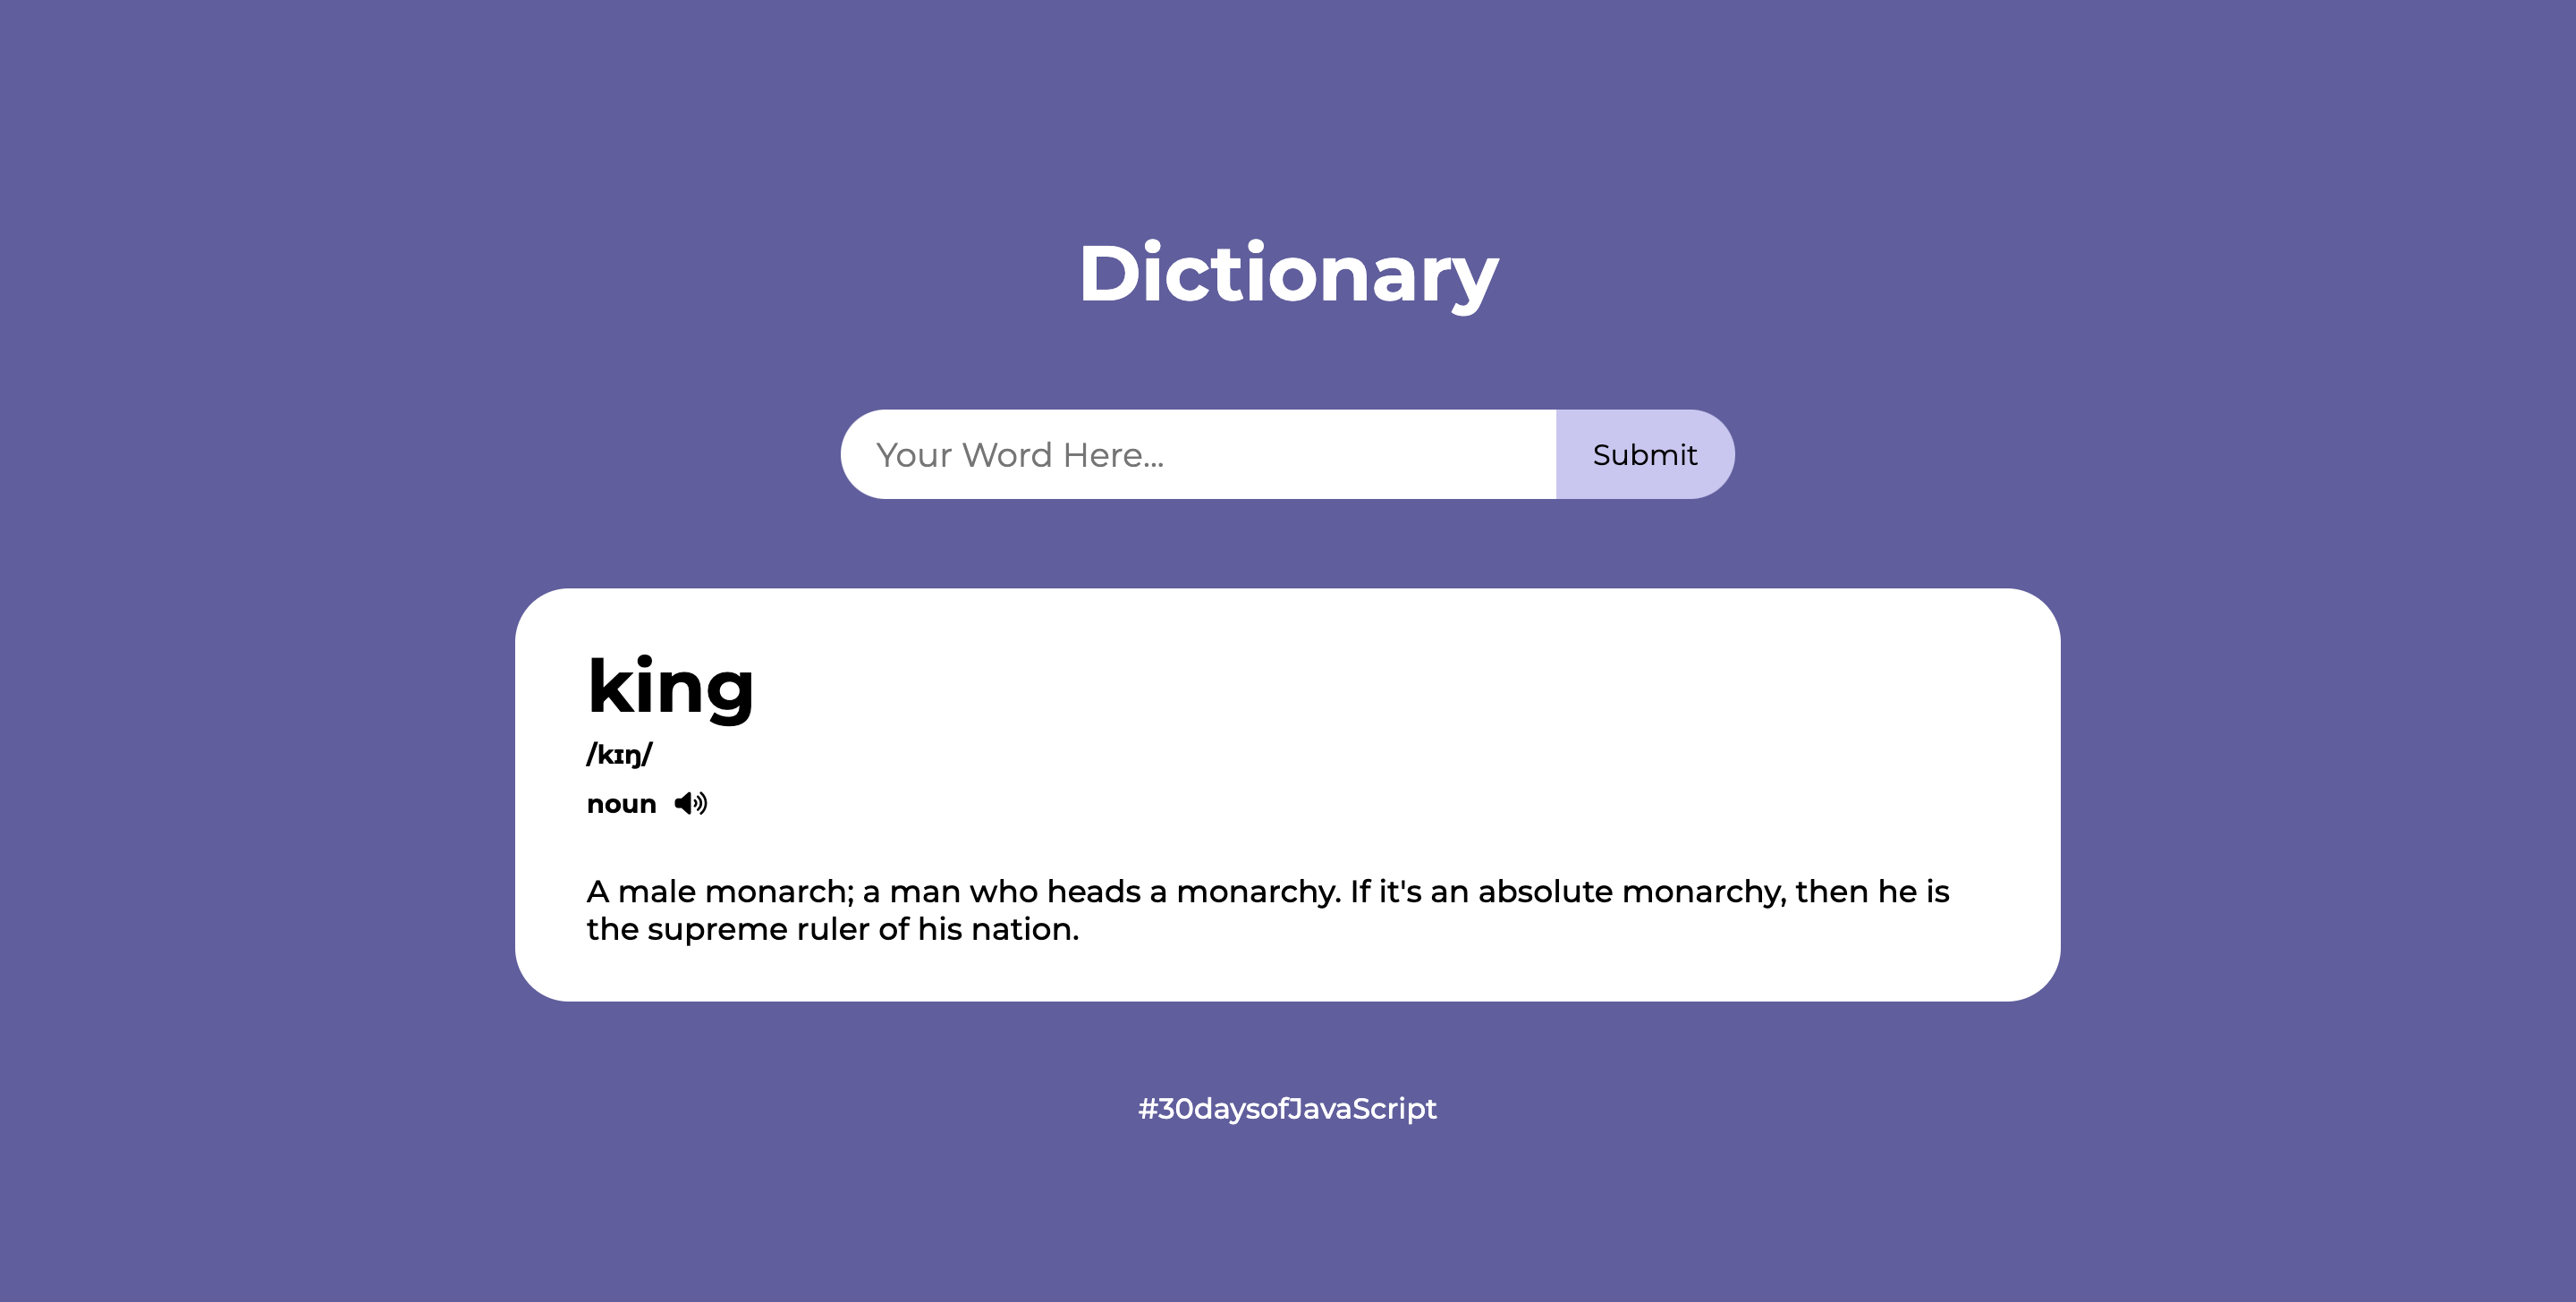 Dictionary
Your Word Here...
Submit
king
/kɪŋ/
noun
A male monarch; a man who heads a monarchy. If it's an absolute monarchy, then he is
the supreme ruler of his nation.
#30daysofJavaScript